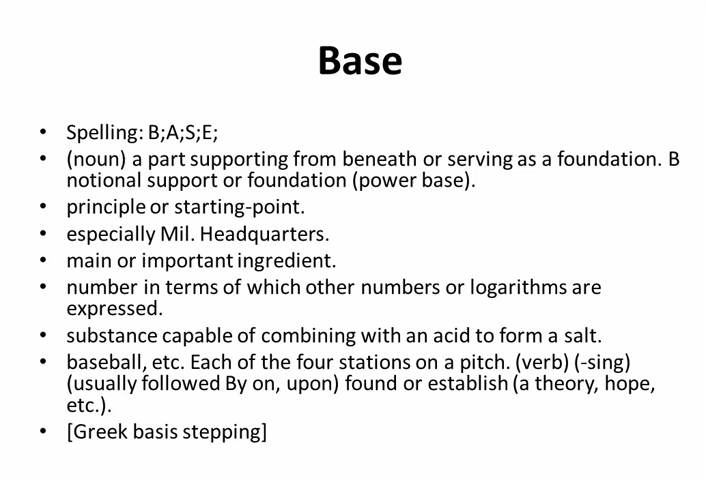 Base
• Spelling: B;A;S;E;
• (noun) a part supporting from beneath or serving as a foundation. B
notional support or foundation (power base).
• principle or starting-point.
• especially Mil. Headquarters.
• main or important ingredient.
• number in terms of which other numbers or logarithms are
expressed.
• substance capable of combining with an acid to form a salt.
• baseball, etc. Each of the four stations on a pitch. (verb) (-sing)
(usually followed By on, upon) found or establish (a theory, hope,
etc.).
• [Greek basis stepping]